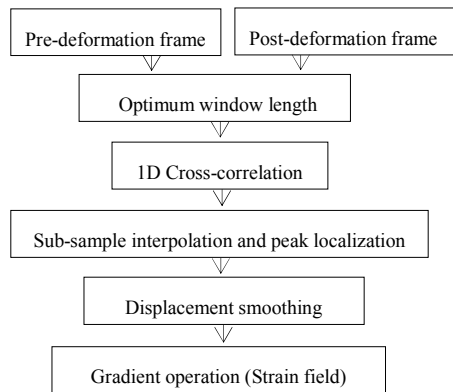 Pre-deformation frame
Post-deformation frame
Optimum window length
1D Cross-correlation
Sub-sample interpolation and peak localization
Displacement smoothing
Gradient operation (Strain field)